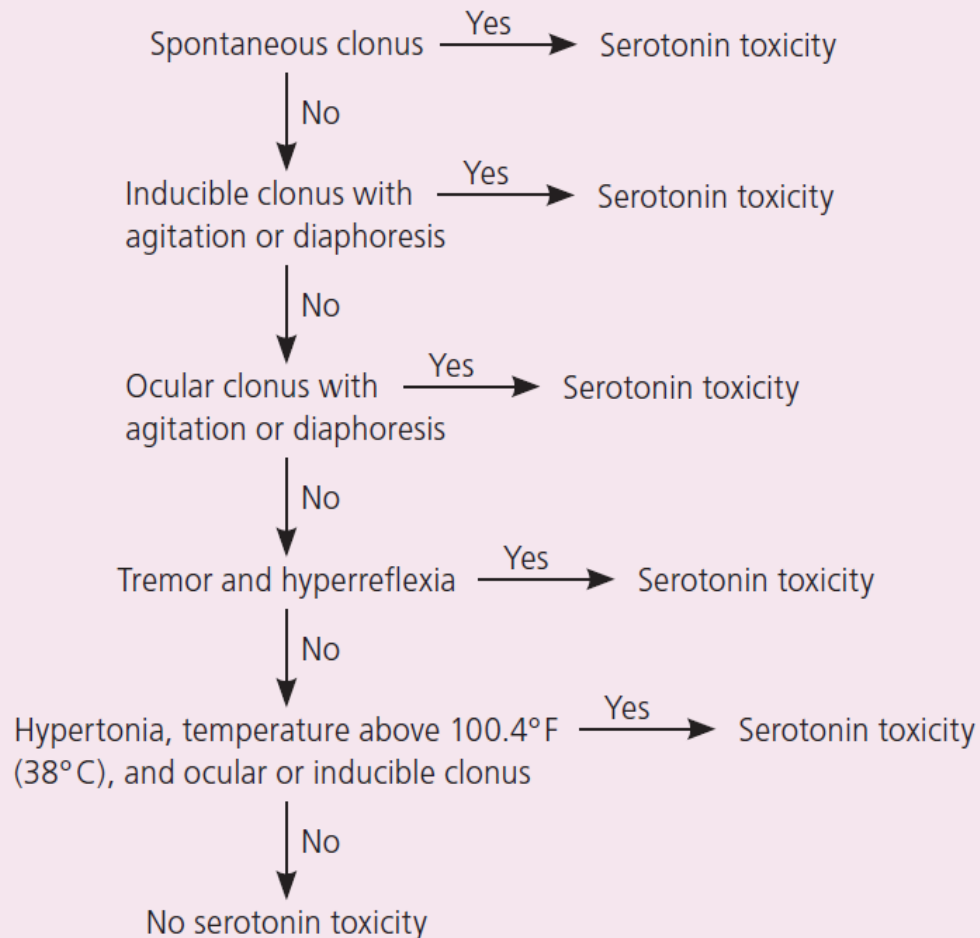 Spontaneous clonus Yes Serotonin toxicity
No
Inducible clonus with Yes Serotonin toxicity
agitation or diaphoresis
No
Ocular clonus with Yes Serotonin toxicity
agitation or diaphoresis
No
Tremor and hyperreflexia Yes Serotonin toxicity
No
Hypertonia, temperature above 100.4°F Yes Serotonin toxicity
(38°C), and ocular or inducible clonus
No
No serotonin toxicity